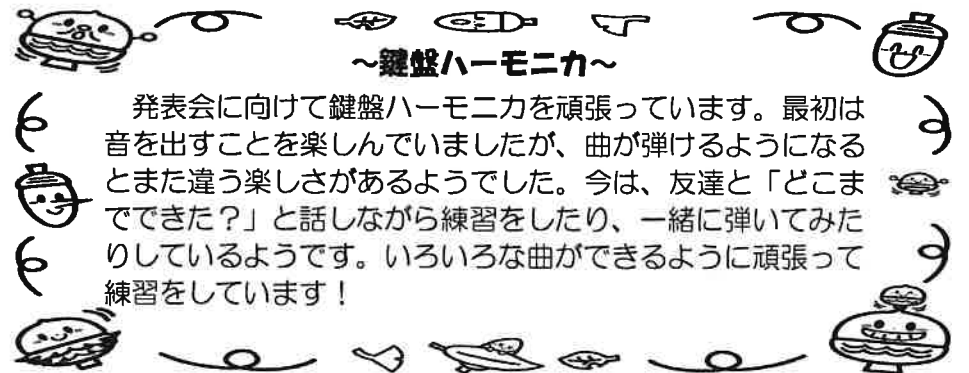 ~鍵盤ハーモニカ~
発表会に向けて鍵盤ハーモニカを頑張っています。最初は
音を出すことを楽しんでいましたが、曲が弾けるようになる
とまた違う楽しさがあるようでした。今は、友達と「どこま
でできた?」と話しながら練習をしたり、一緒に弾いてみた
りしているようです。いろいろな曲ができるように頑張って
練習をしています!